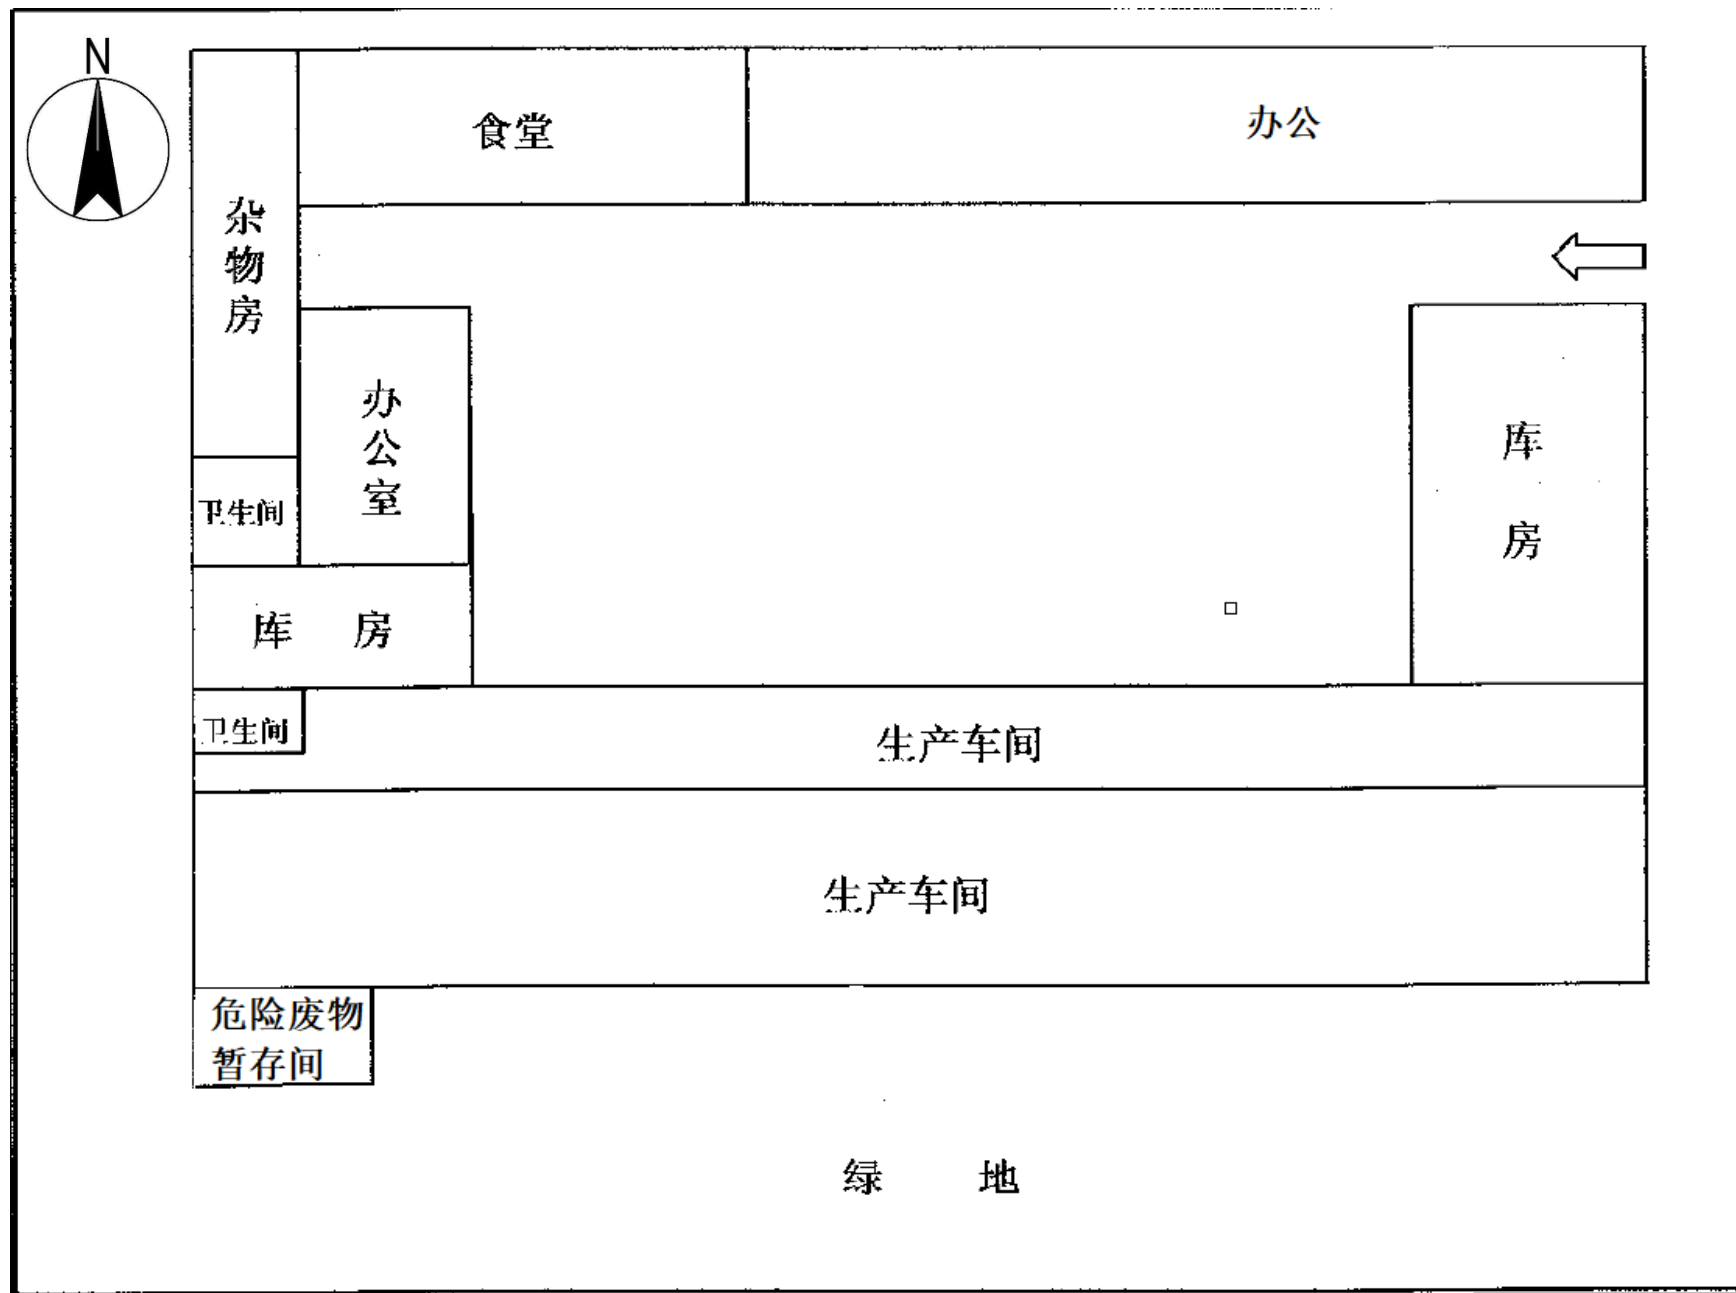 N
食堂
办公
杂物房
办公室
库房
卫生间
库 房
卫生间
生产车间
生产车间
危险废物
暂存间
绿 地